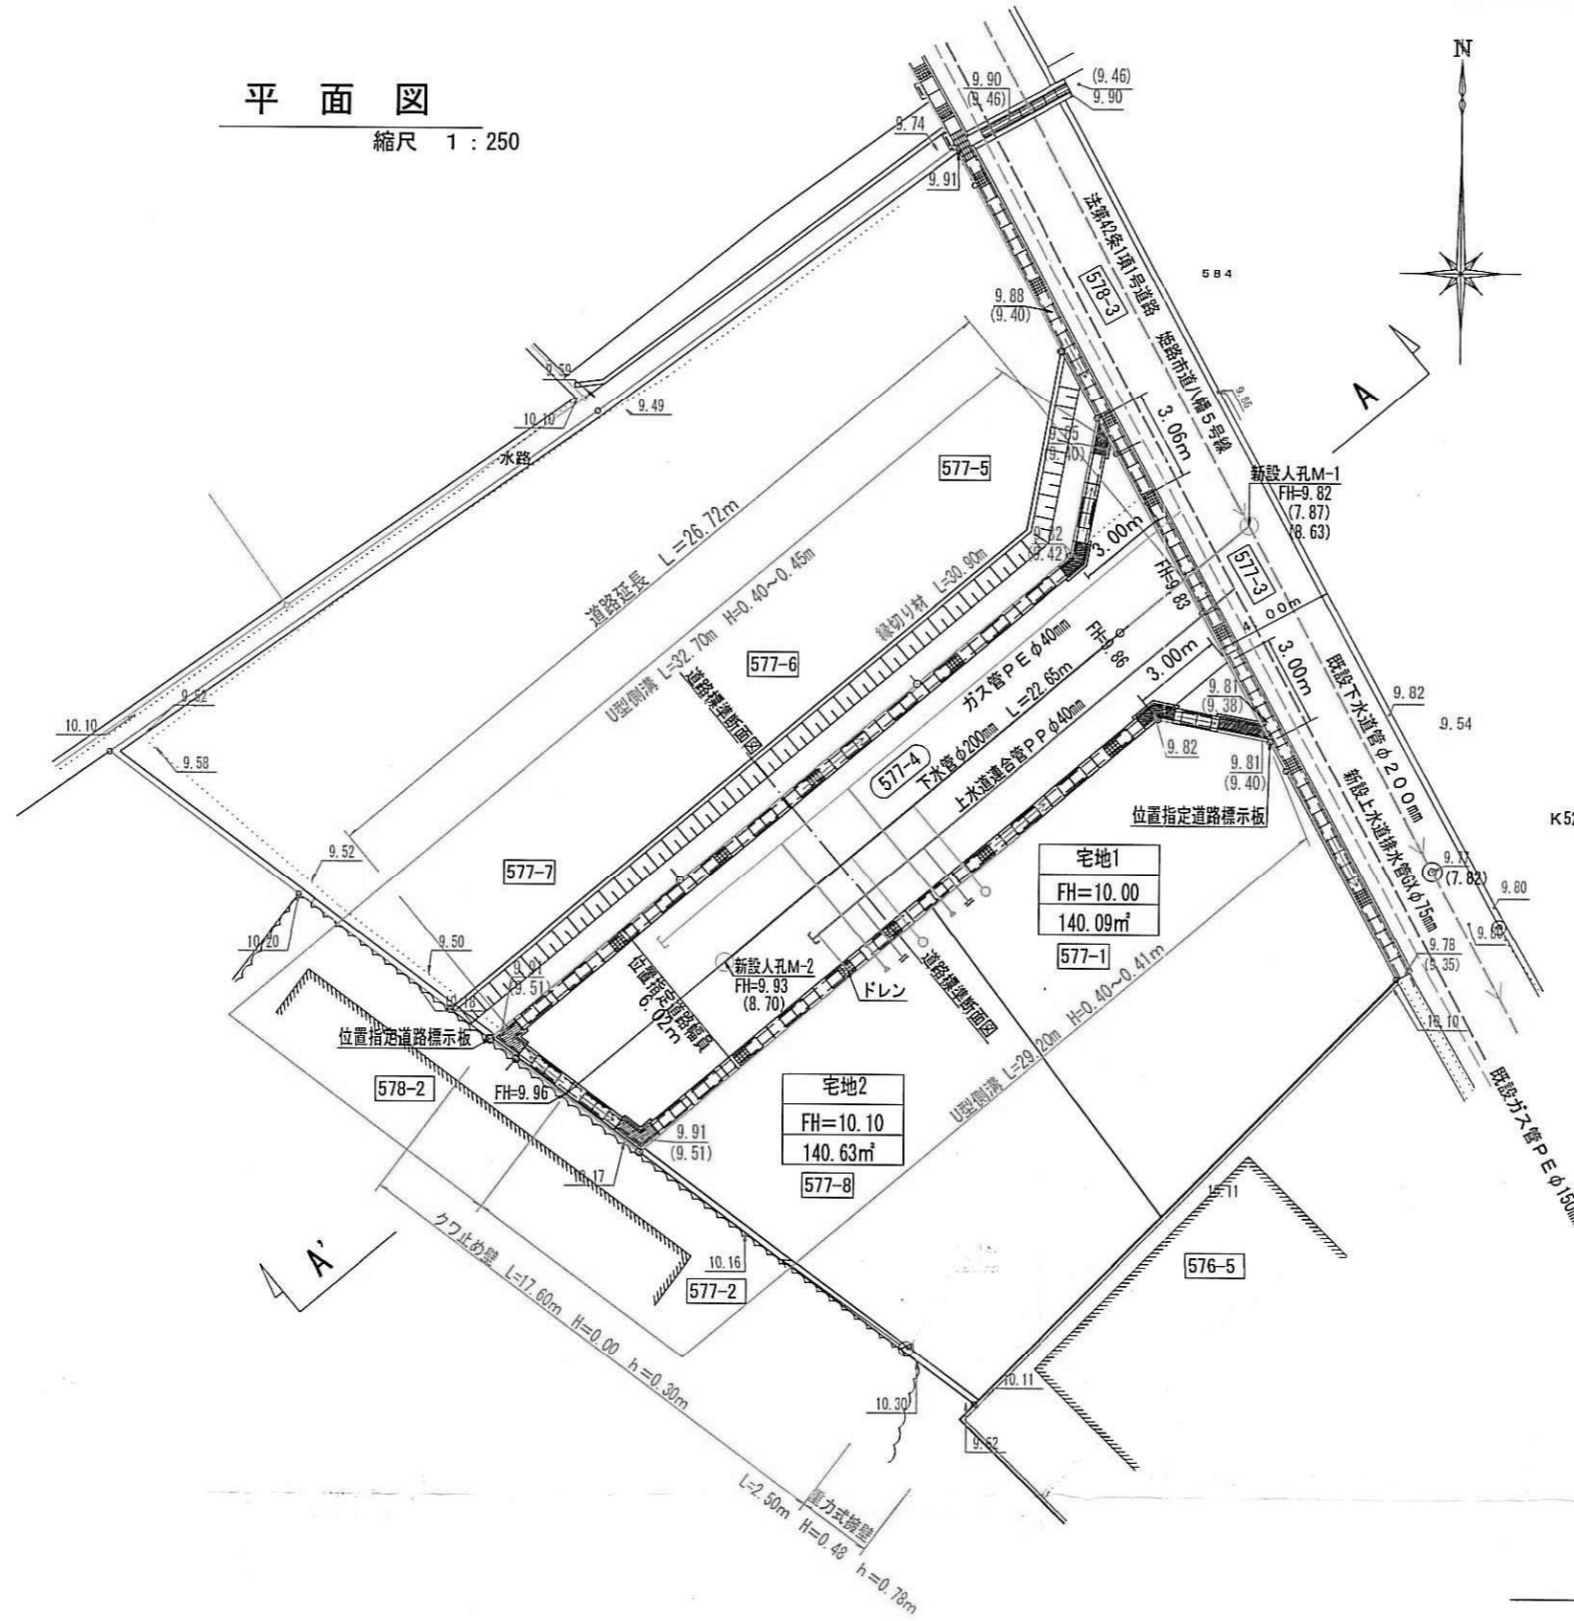 平面図
縮尺 1:250
N
9.90
(9.46)
(9.46)
9.90
9.74
9.91
法第42条1項1号道路 姫路市道八幡5号線
578-3
584
9.88
(9.40)
9.86
A
9.59
10.10
9.49
水路
577-5
3.06m
新設人孔M-1
FH=9.82
(7.87)
(8.63)
道路延長 L=26.72m
U型側溝 L=32.70m H=0.40~0.45m
縁切り材 L=30.90m
(9.42)
3.00m
FH=9.83
577-3
4.00m
577-6
道路標準断面図
ガス管PEφ40mm
FH=9.86
3.00m
3.00m
577-4
下水管φ200mm L=22.65m
上水道連合管PPφ40mm
9.81
(9.38)
9.82
9.81
(9.40)
既設下水道管φ200mm
9.82
9.54
10.10
9.52
9.58
位置指定道路標示板
新設上水道排水管GXφ75mm
K52
9.77
(7.82)
9.80
9.52
577-7
宅地1
FH=10.00
140.09㎡
577-1
10.20
9.50
9.91
(9.51)
位置指定道路標示板
位置指定道路幅員
6.02m
新設人孔M-2
FH=9.93
(8.70)
ドレン
道路標準断面図
9.78
(9.35)
10.10
578-2
FH=9.96
宅地2
FH=10.10
140.63㎡
577-8
U型側溝 L=29.20m H=0.40~0.41m
既設ガス管PEφ150mm
9.91
(9.51)
10.17
10.16
577-2
10.11
576-5
A'
クワ止め壁 L=17.60m H=0.00 h=0.30m
10.30
10.11
9.52
重力式擁壁
L=2.50m H=0.48 h=0.78m